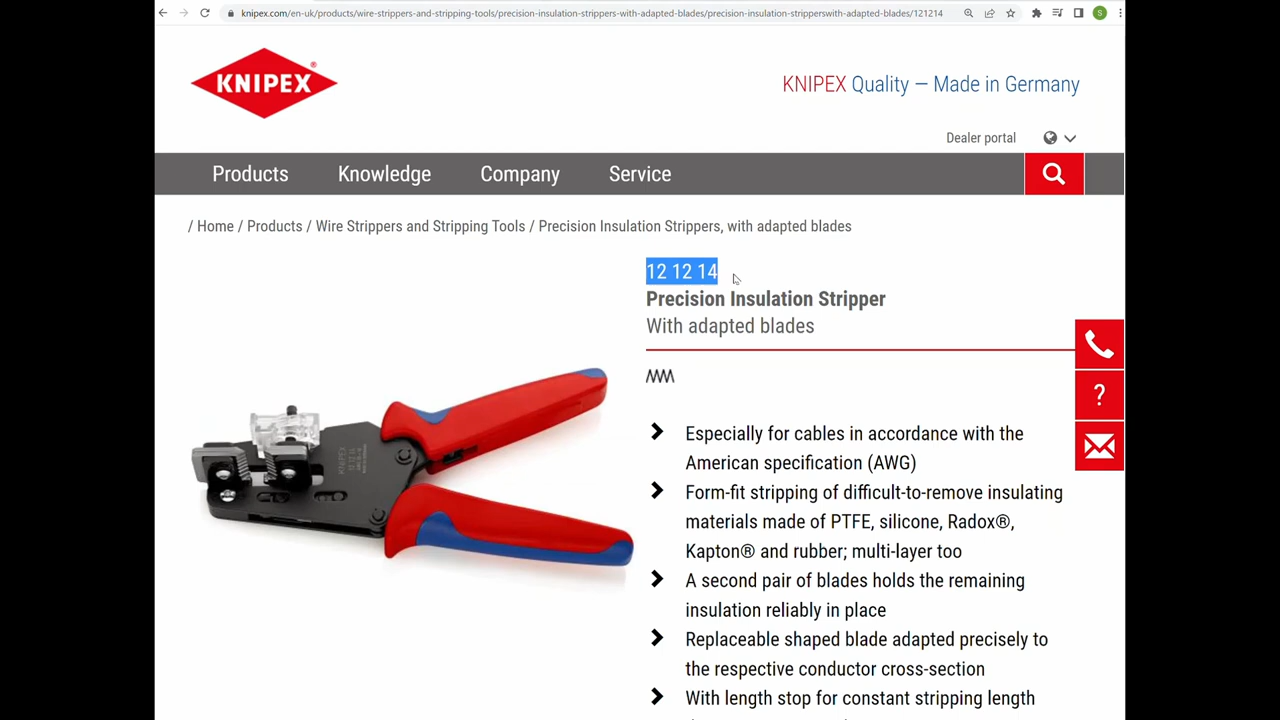 knipex.com/en-uk/products/wire-strippers-and-stripping-tools/precision-insulation-strippers-with-adapted-blades/precision-insulation-stripperswith-adapted-blades/121214
S
KNIPEX®
KNIPEX Quality — Made in Germany
Dealer portal
Products Knowledge Company Service
/ Home / Products / Wire Strippers and Stripping Tools / Precision Insulation Strippers, with adapted blades
12 12 14
Precision Insulation Stripper
With adapted blades
?
Especially for cables in accordance with the
American specification (AWG)
Form-fit stripping of difficult-to-remove insulating
materials made of PTFE, silicone, Radox®,
Kapton® and rubber; multi-layer too
A second pair of blades holds the remaining
insulation reliably in place
Replaceable shaped blade adapted precisely to
the respective conductor cross-section
With length stop for constant stripping length